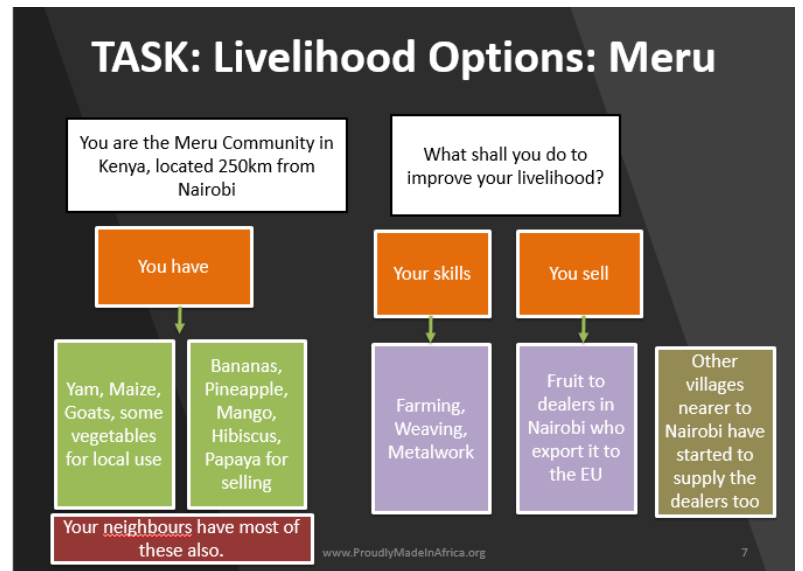 TASK: Livelihood Options: Meru
You are the Meru Community in
Kenya, located 250km from
Nairobi
What shall you do to
improve your livelihood?
You have
Your skills
You sell
Yam, Maize,
Goats, some
vegetables
for local use
Bananas,
Pineapple,
Mango,
Hibiscus,
Papaya for
selling
Farming,
Weaving,
Metalwork
Fruit to
dealers in
Nairobi who
export it to
the EU
Other
villages
nearer to
Nairobi have
started to
supply the
dealers too
Your neighbours have most of
these also.
www.ProudlyMadeInAfrica.org
7